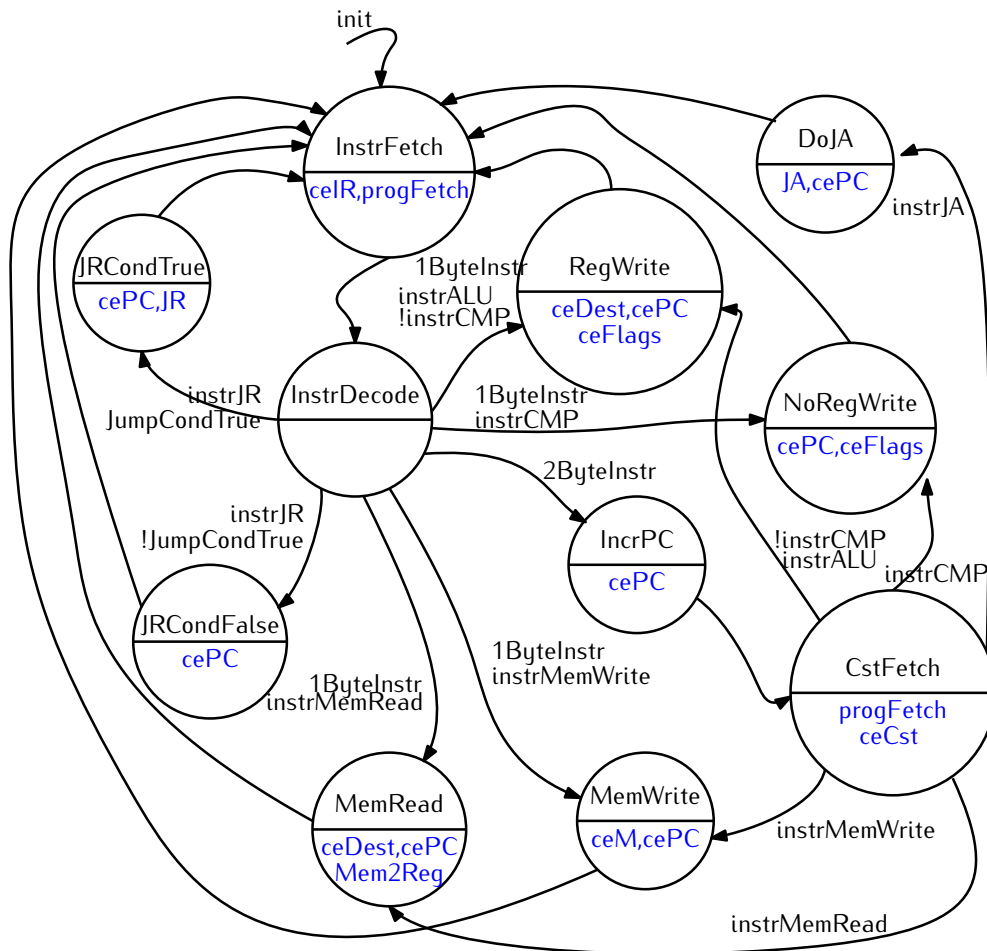 init
InstrFetch
ceIR,progFetch
DoJA
JA,cePC
instrJA
JRCondTrue
cePC,JR
1ByteInstr
instrALU
!instrCMP
RegWrite
ceDest,cePC
ceFlags
instrJR
JumpCondTrue
InstrDecode
1ByteInstr
instrCMP
NoRegWrite
cePC,ceFlags
2ByteInstr
instrJR
!JumpCondTrue
IncrPC
cePC
!instrCMP
instrALU
instrCMP
JRCondFalse
cePC
1ByteInstr
instrMemRead
1ByteInstr
instrMemWrite
CstFetch
progFetch
ceCst
MemRead
ceDest,cePC
Mem2Reg
MemWrite
ceM,cePC
instrMemWrite
instrMemRead